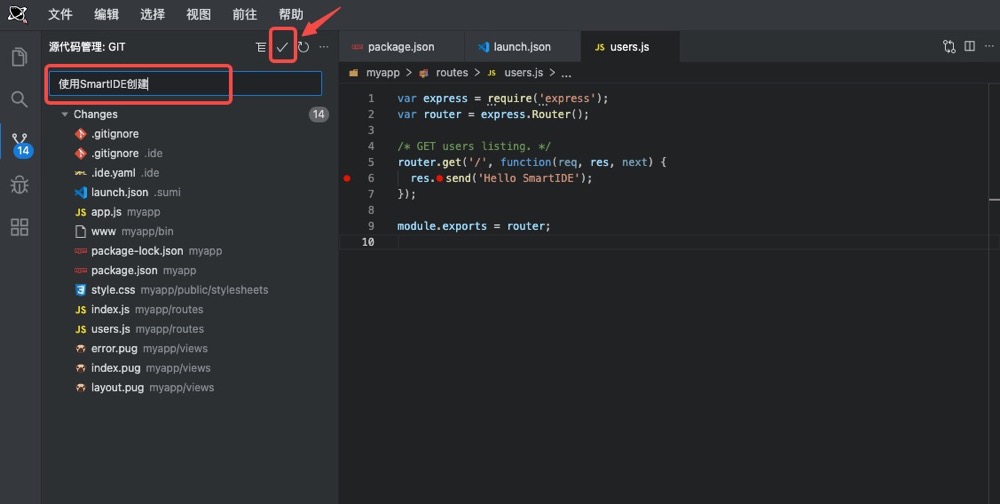 文件 编辑 选择 视图 前往 帮助
源代码管理: GIT
使用SmartIDE创建
Changes 14
.gitignore
.gitignore .ide
.ide.yaml .ide
launch.json .sumi
app.js myapp
www myapp/bin
package-lock.json myapp
package.json myapp
style.css myapp/public/stylesheets
index.js myapp/routes
users.js myapp/routes
error.pug myapp/views
index.pug myapp/views
layout.pug myapp/views
14
package.json launch.json JS users.js
myapp > routes > JS users.js > ...
1 var express = require('express');
2 var router = express.Router();
3
4 /* GET users listing. */
5 router.get('/', function(req, res, next) {
6 res.send('Hello SmartIDE');
7 });
8
9 module.exports = router;
10